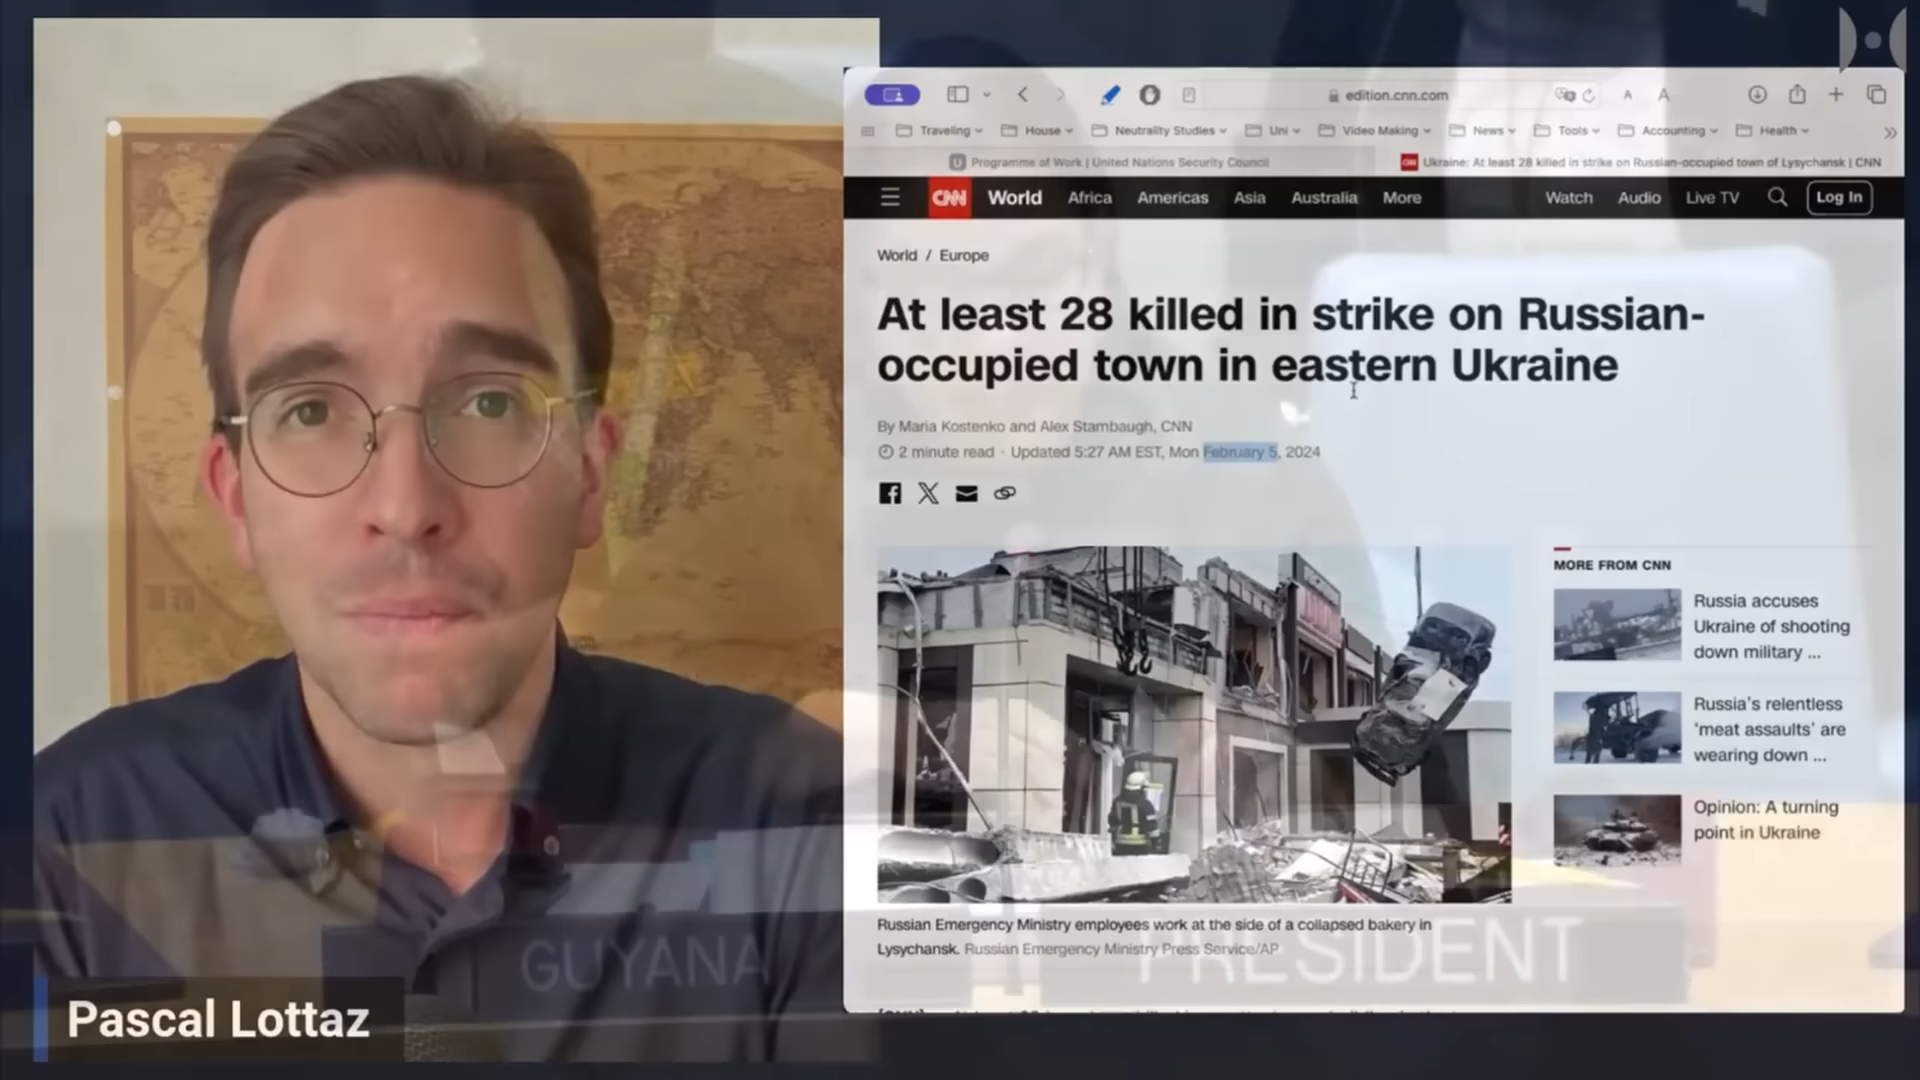 edition.cnn.com
A A
Traveling House Neutrality Studies Uni Video Making News Tools Accounting Health
Programme of Work | United Nations Security Council
CNN Ukraine: At least 28 killed in strike on Russian-occupied town of Lysychansk | CNN
CNN World Africa Americas Asia Australia More Watch Audio Live TV Log In
World / Europe
At least 28 killed in strike on Russian-
occupied town in eastern Ukraine
By Maria Kostenko and Alex Stambaugh, CNN
2 minute read · Updated 5:27 AM EST, Mon February 5, 2024
MORE FROM CNN
Russia accuses
Ukraine of shooting
down military ...
Russia's relentless
'meat assaults' are
wearing down ...
Opinion: A turning
point in Ukraine
Russian Emergency Ministry employees work at the side of a collapsed bakery in
Lysychansk. Russian Emergency Ministry Press Service/AP
GUYANA
PRESIDENT
Pascal Lottaz